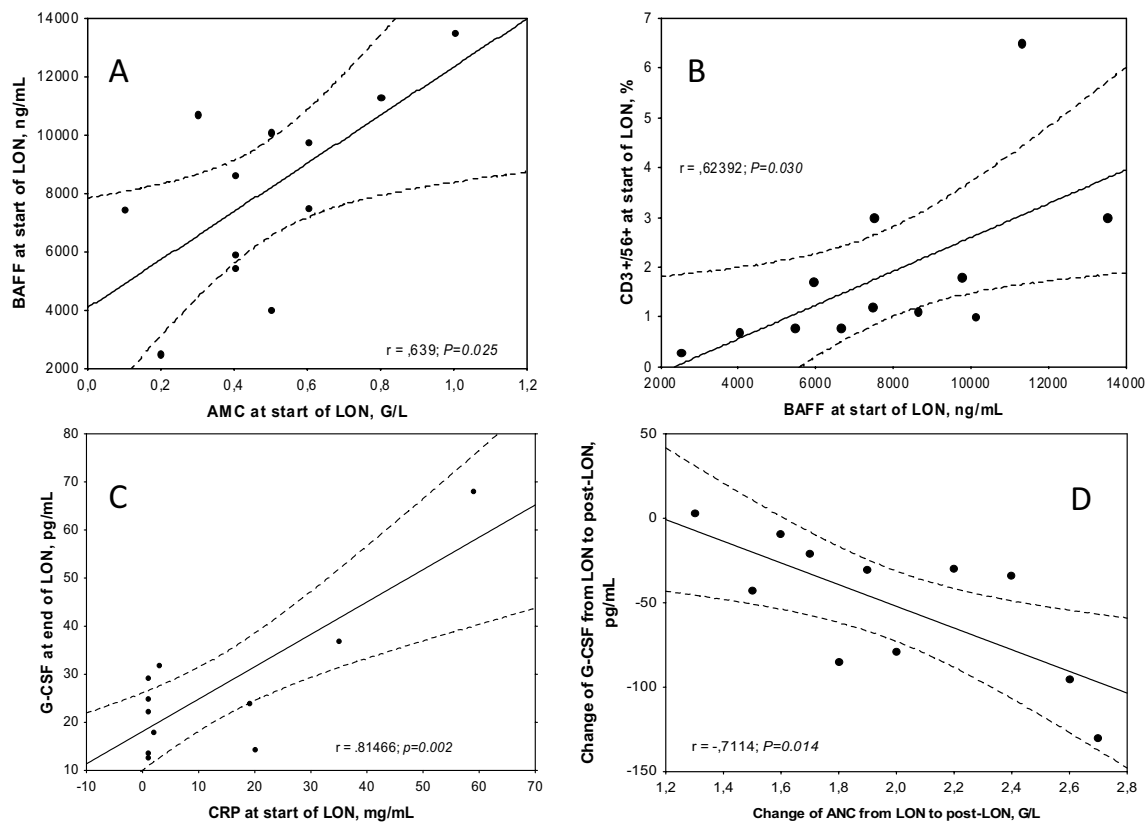 A
BAFF at start of LON, ng/mL
14000
12000
10000
8000
6000
4000
2000
r = ,639; P=0.025
0,0 0,2 0,4 0,6 0,8 1,0 1,2
AMC at start of LON, G/L
B
CD3+/56+ at start of LON, %
7
6
5
4
3
2
1
0
r = ,62392; P=0.030
2000 4000 6000 8000 10000 12000 14000
BAFF at start of LON, ng/mL
C
G-CSF at end of LON, pg/mL
80
70
60
50
40
30
20
10
r = .81466; p=0.002
-10 0 10 20 30 40 50 60 70
CRP at start of LON, mg/mL
D
Change of G-CSF from LON to post-LON,
pg/mL
50
0
-50
-100
-150
r = -,7114; P=0.014
1,2 1,4 1,6 1,8 2,0 2,2 2,4 2,6 2,8
Change of ANC from LON to post-LON, G/L